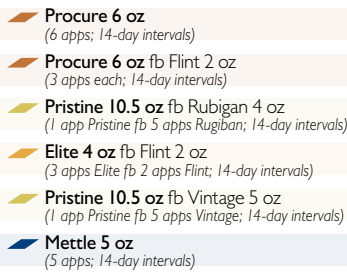 Procure 6 oz
(6 apps; 14-day intervals)
Procure 6 oz fb Flint 2 oz
(3 apps each; 14-day intervals)
Pristine 10.5 oz fb Rubigan 4 oz
(1 app Pristine fb 5 apps Rugiban; 14-day intervals)
Elite 4 oz fb Flint 2 oz
(3 apps Elite fb 2 apps Flint; 14-day intervals)
Pristine 10.5 oz fb Vintage 5 oz
(1 app Pristine fb 5 apps Vintage; 14-day intervals)
Mettle 5 oz
(5 apps; 14-day intervals)